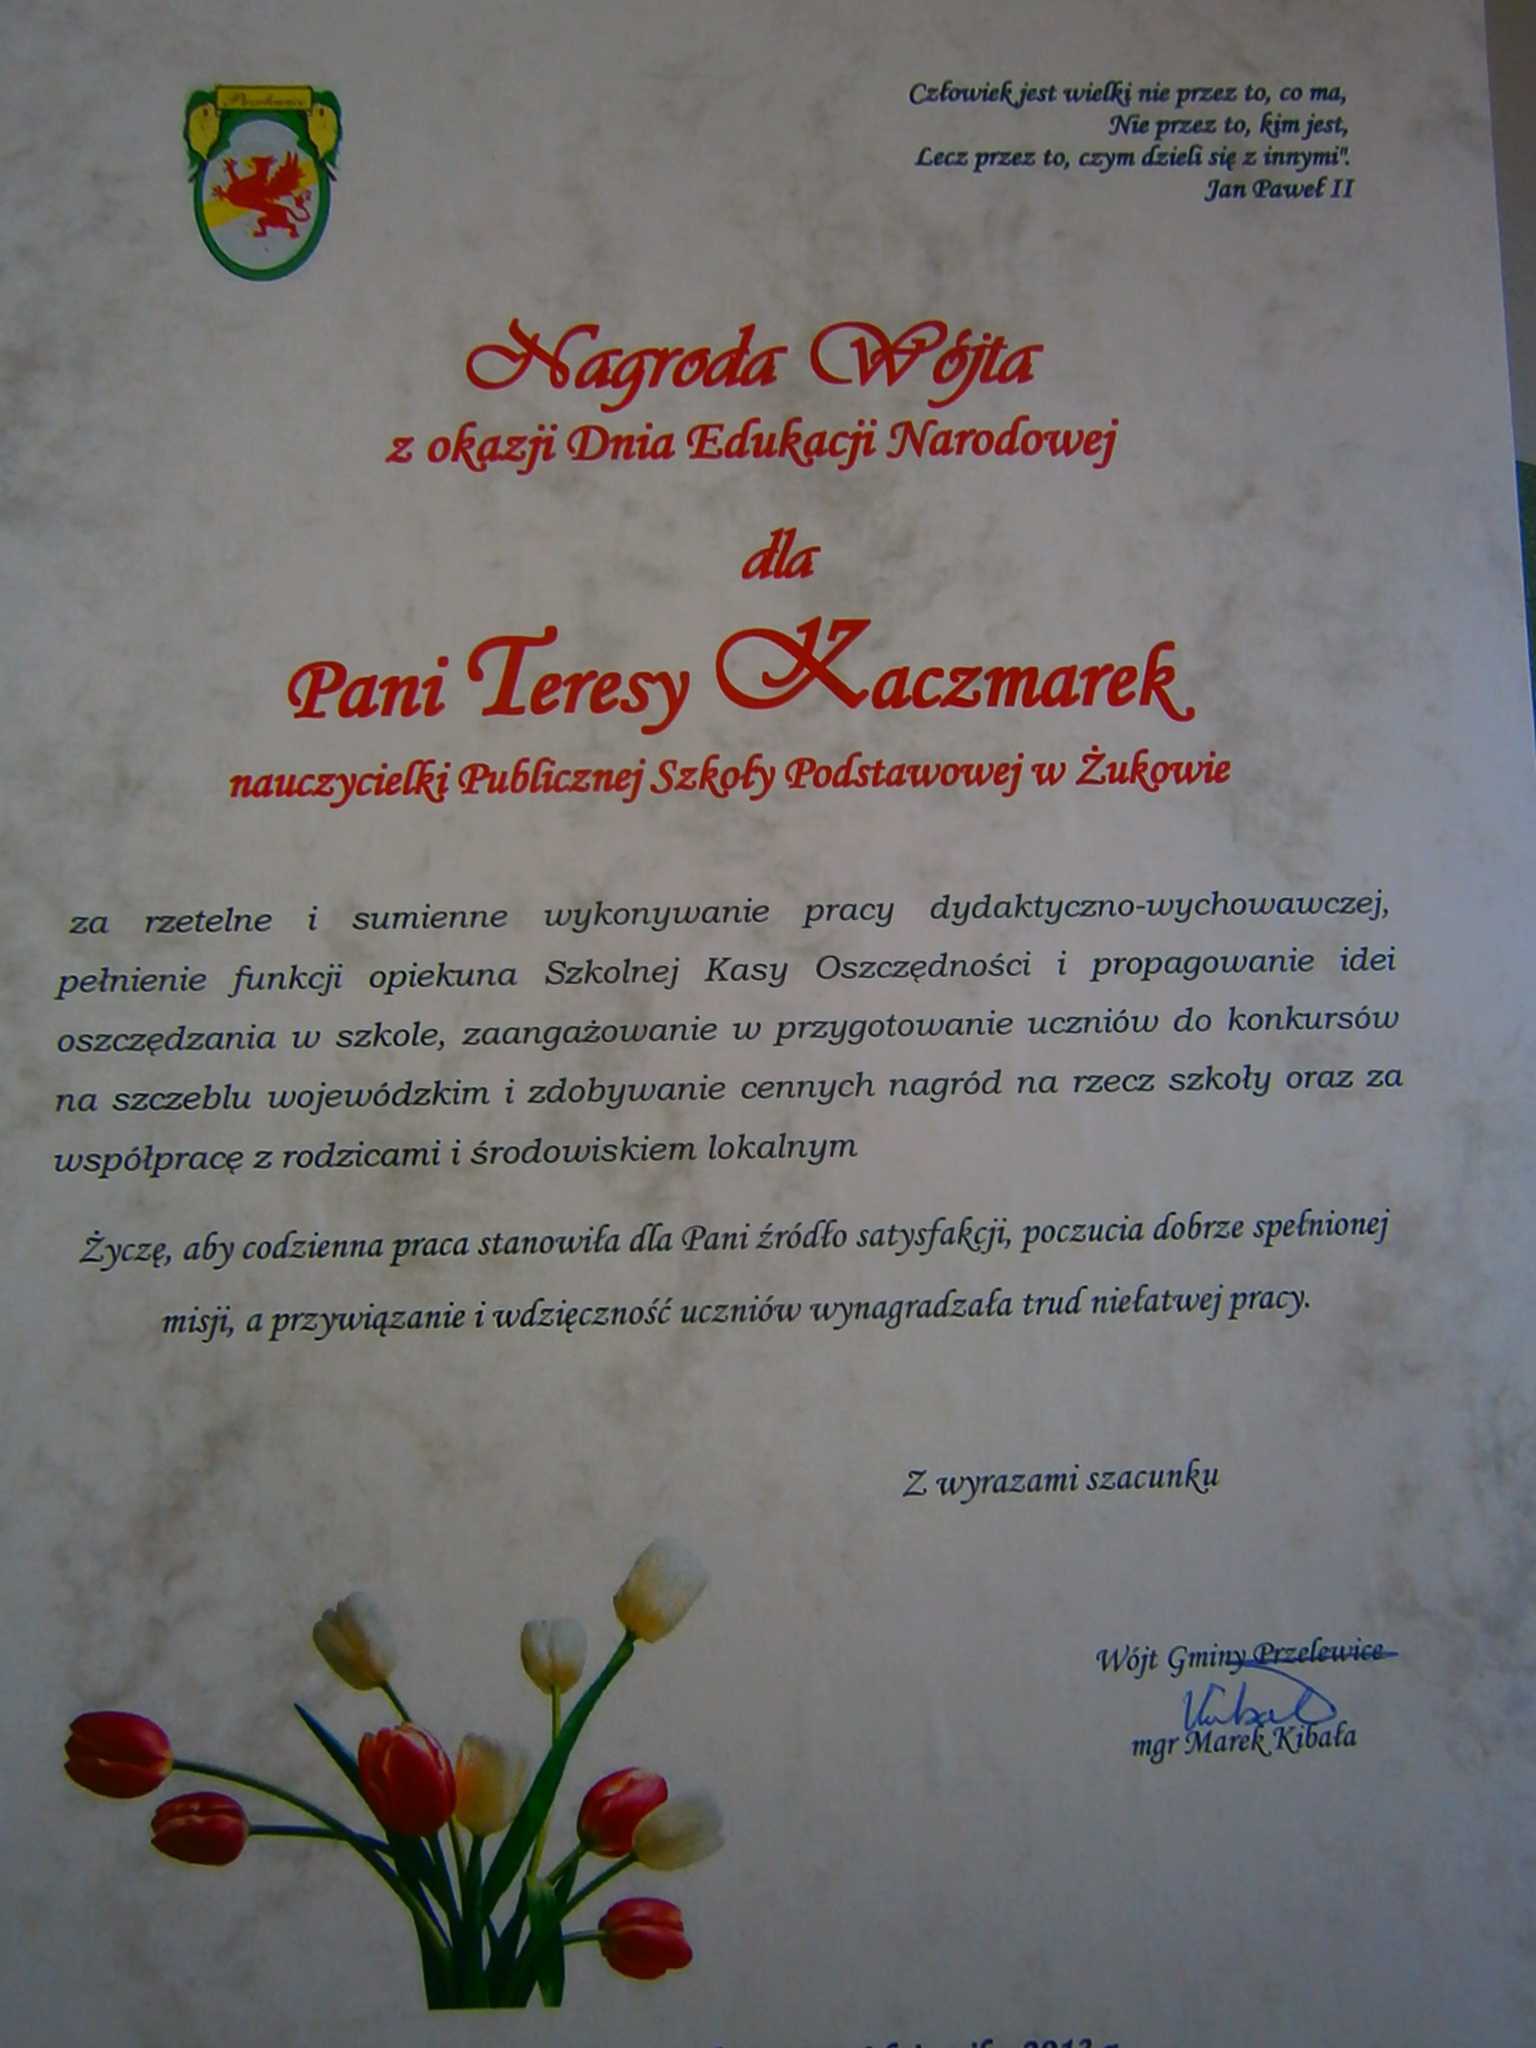 Człowiek jest wielki nie przez to, co ma,
Nie przez to, kim jest,
Lecz przez to, czym dzieli się z innymi".
Jan Paweł II
Nagroda Wójta
z okazji Dnia Edukacji Narodowej
dla
Pani Teresy Kaczmarek
nauczycielki Publicznej Szkoły Podstawowej w Żukowie
za rzetelne i sumienne wykonywanie pracy dydaktyczno-wychowawczej,
pełnienie funkcji opiekuna Szkolnej Kasy Oszczędności i propagowanie idei
oszczędzania w szkole, zaangażowanie w przygotowanie uczniów do konkursów
na szczeblu wojewódzkim i zdobywanie cennych nagród na rzecz szkoły oraz za
współpracę z rodzicami i środowiskiem lokalnym
Życzę, aby codzienna praca stanowiła dla Pani źródło satysfakcji, poczucia dobrze spełnionej
misji, a przywiązanie i wdzięczność uczniów wynagradzała trud niełatwej pracy.
Z wyrazami szacunku
Wójt Gminy Przelewice
mgr Marek Kibała